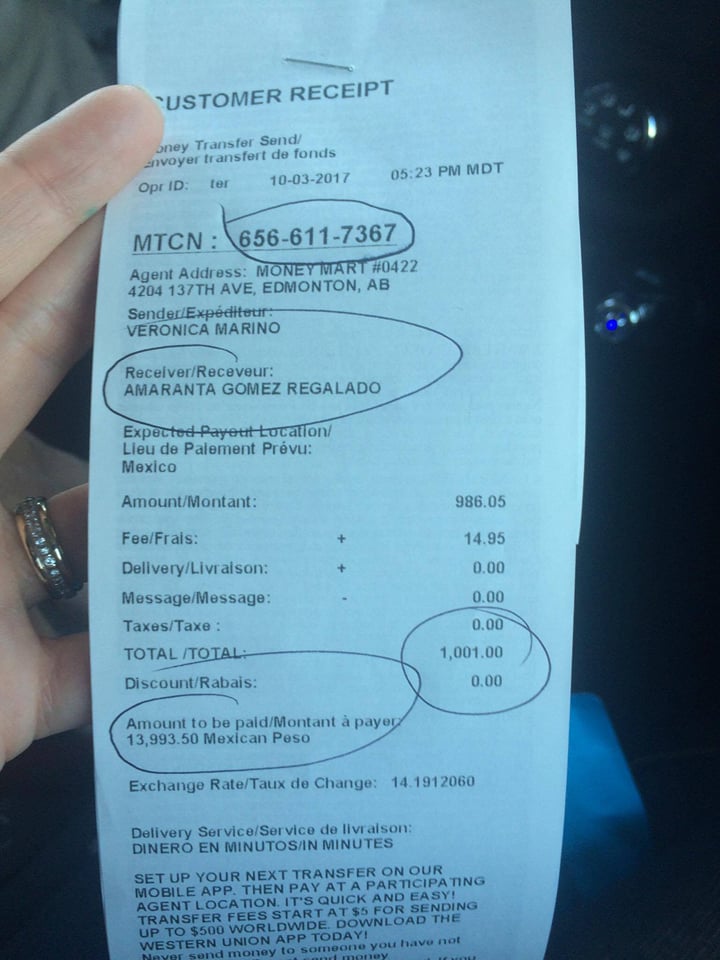 CUSTOMER RECEIPT
Money Transfer Send/
Envoyer transfert de fonds
Opr ID: ter 10-03-2017 05:23 PM MDT
MTCN : 656-611-7367
Agent Address: MONEY MART #0422
4204 137TH AVE, EDMONTON, AB
Sender/Expéditeur:
VERONICA MARINO
Receiver/Receveur:
AMARANTA GOMEZ REGALADO
Expected Payout Location/
Lieu de Paiement Prévu:
Mexico
Amount/Montant: 986.05
Fee/Frais: + 14.95
Delivery/Livraison: + 0.00
Message/Message: - 0.00
Taxes/Taxe : 0.00
TOTAL /TOTAL: 1,001.00
Discount/Rabais: 0.00
Amount to be paid/Montant à payer:
13,993.50 Mexican Peso
Exchange Rate/Taux de Change: 14.1912060
Delivery Service/Service de livraison:
DINERO EN MINUTOS/IN MINUTES
SET UP YOUR NEXT TRANSFER ON OUR
MOBILE APP. THEN PAY AT A PARTICIPATING
AGENT LOCATION. IT'S QUICK AND EASY!
TRANSFER FEES START AT $5 FOR SENDING
UP TO $500 WORLDWIDE. DOWNLOAD THE
WESTERN UNION APP TODAY!
Never send money to someone you have not
send money